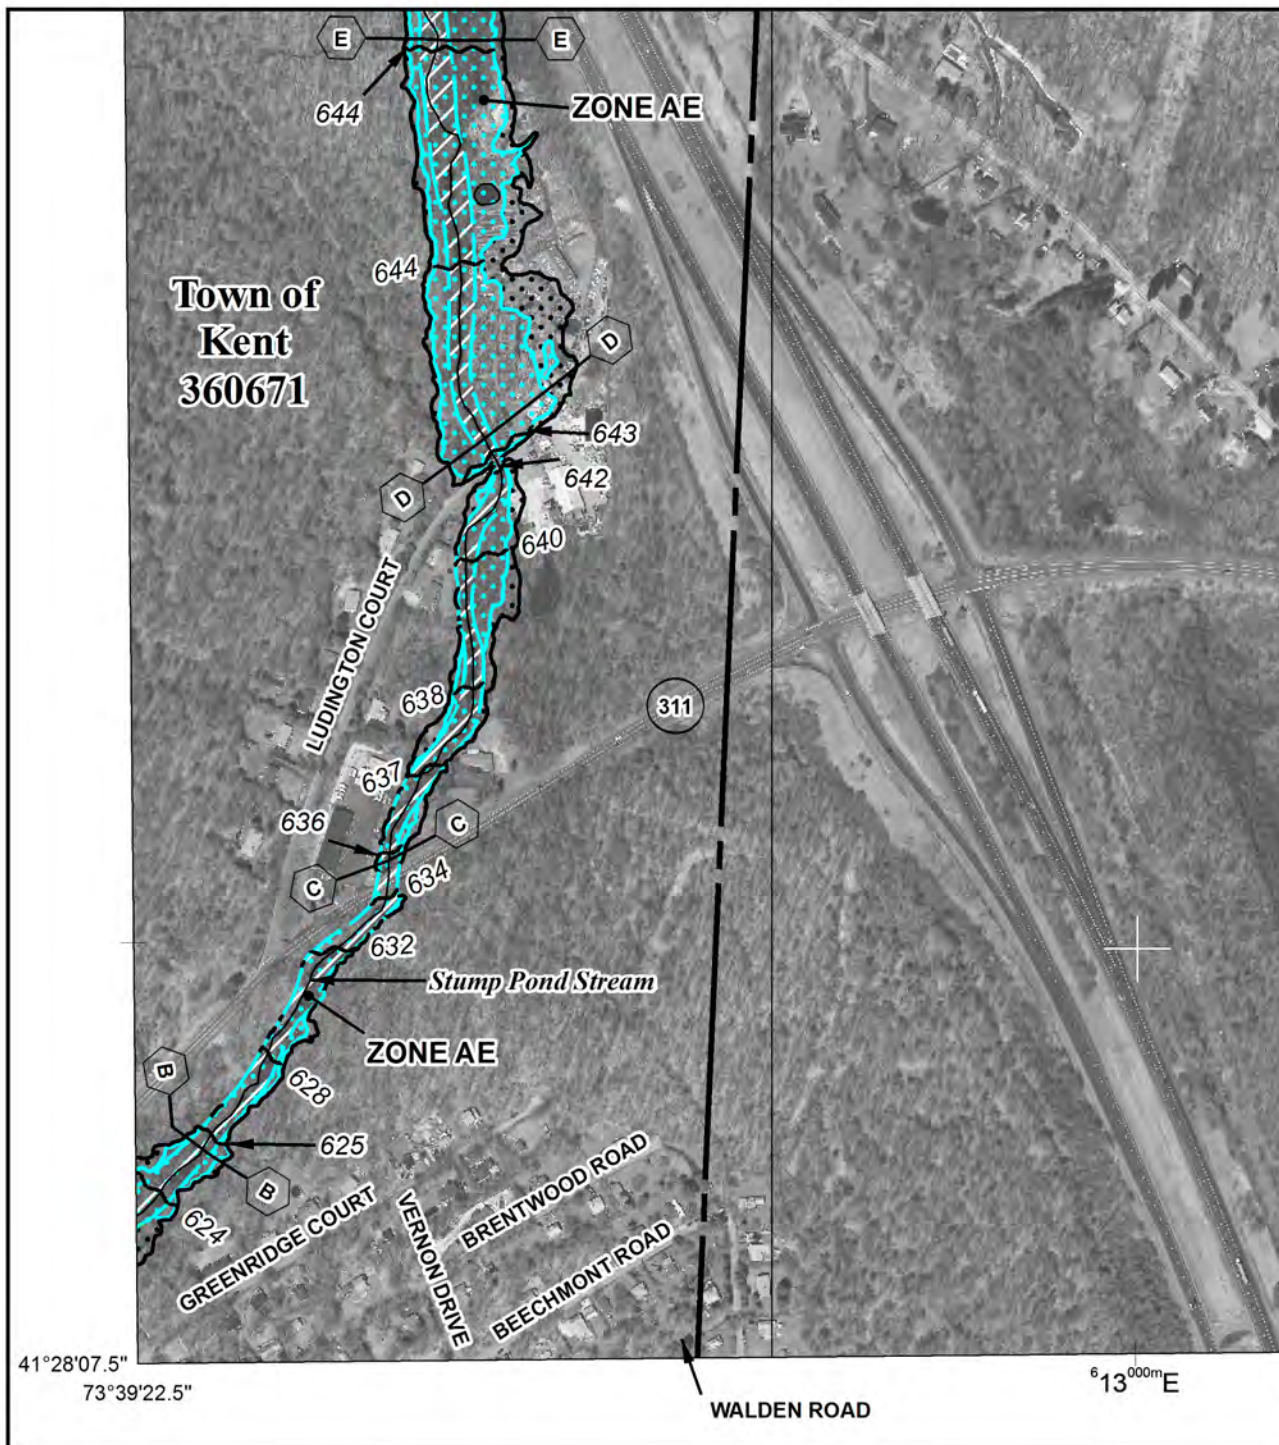 E
E
644
ZONE AE
644
Town of
Kent
360671
D
643
642
D
640
LUDINGTON COURT
638
311
637
636
C
C
634
632
Stump Pond Stream
ZONE AE
B
628
625
B
624
GREENRIDGE COURT
VERNON DRIVE
BRENTWOOD ROAD
BEECHMONT ROAD
41°28'07.5"
73°39'22.5"
⁶13⁰⁰⁰ᵐE
WALDEN ROAD